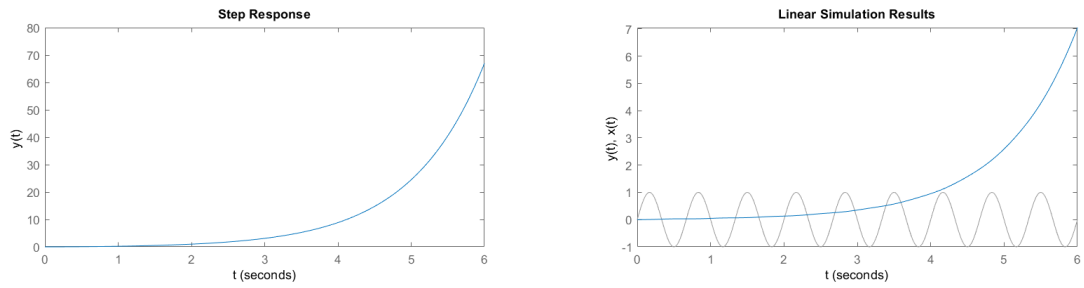 Step Response
80
70
60
50
40
30
20
10
0
y(t)
0 1 2 3 4 5 6
t (seconds)
Linear Simulation Results
7
6
5
4
3
2
1
0
-1
y(t), x(t)
0 1 2 3 4 5 6
t (seconds)